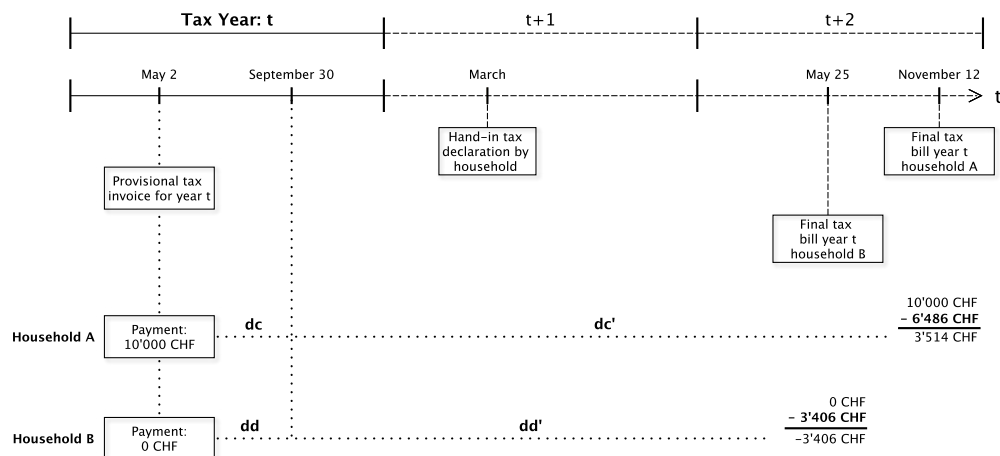 Tax Year: t
t+1
t+2
May 2
September 30
March
May 25
November 12
t
Hand-in tax
declaration by
household
Final tax
bill year t
household A
Provisional tax
invoice for year t
Final tax
bill year t
household B
Household A
Payment:
10'000 CHF
dc
dc'
10'000 CHF
- 6'486 CHF
3'514 CHF
Household B
Payment:
0 CHF
dd
dd'
0 CHF
- 3'406 CHF
-3'406 CHF